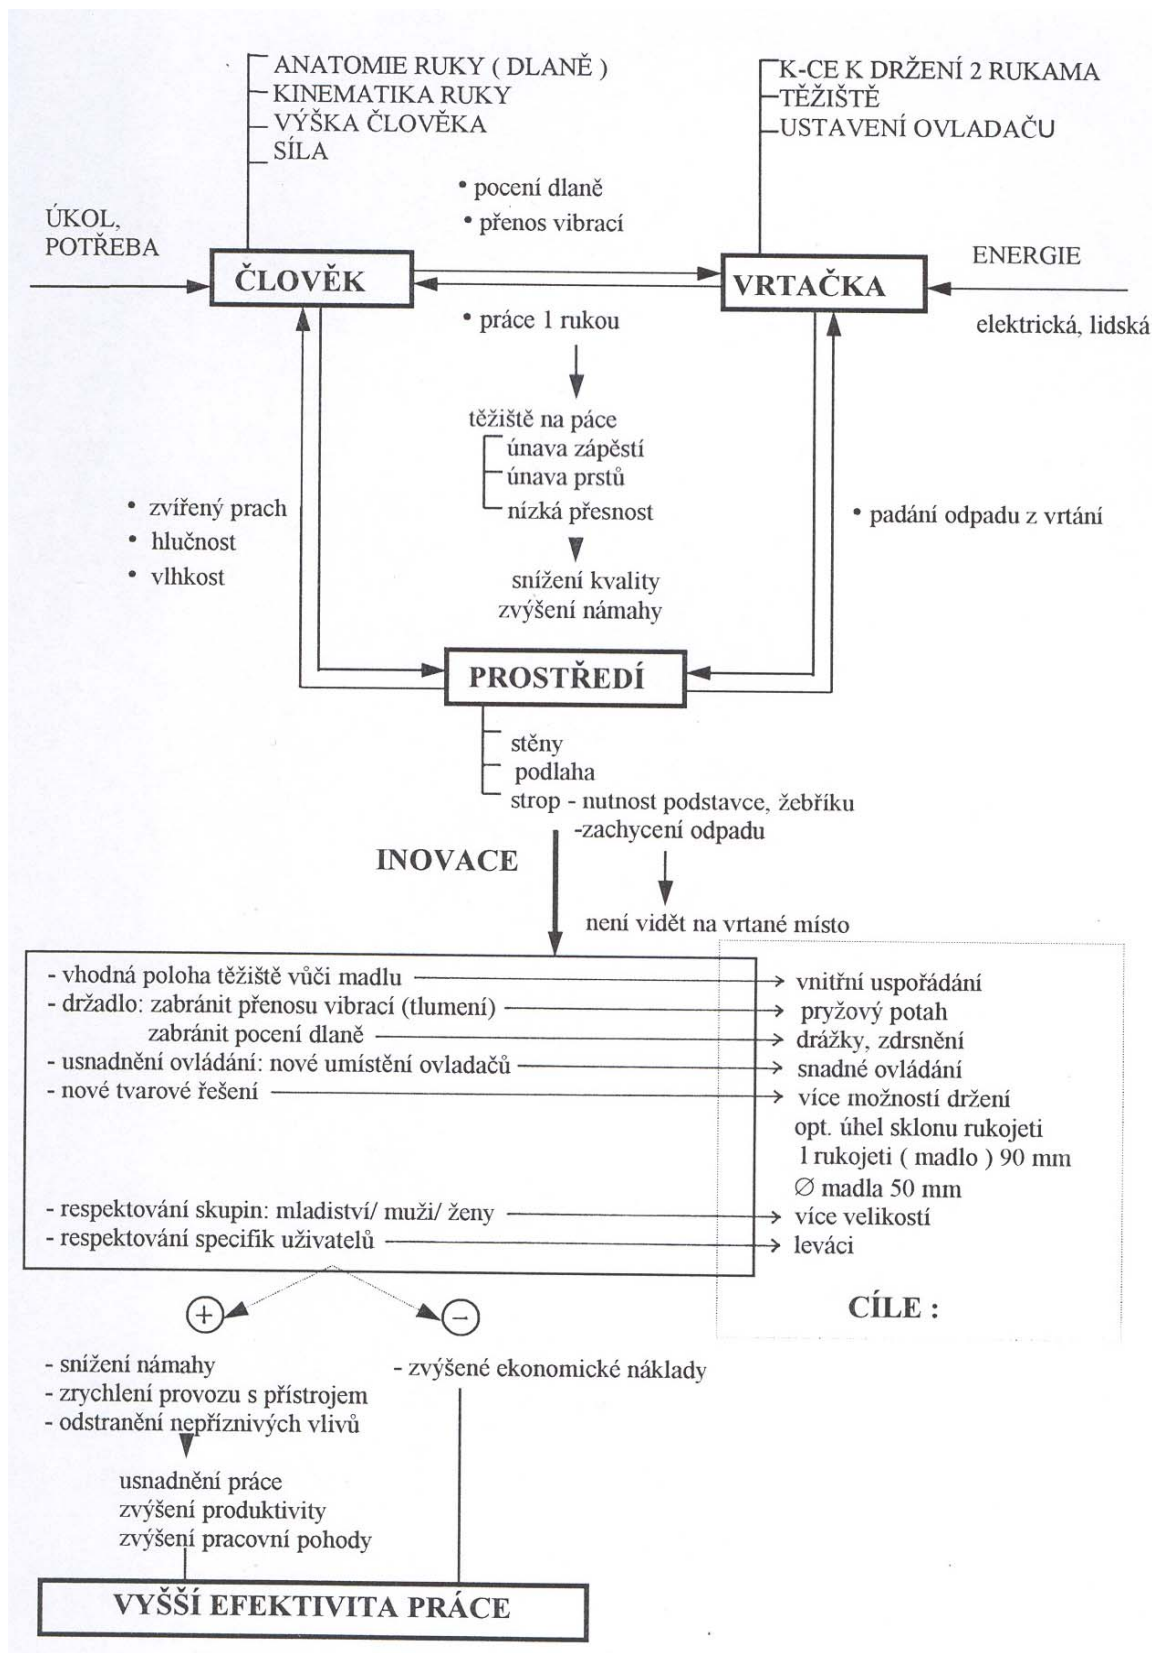 ANATOMIE RUKY ( DLANĚ )
KINEMATIKA RUKY
VÝŠKA ČLOVĚKA
SÍLA
K-CE K DRŽENÍ 2 RUKAMA
TĚŽIŠTĚ
USTAVENÍ OVLADAČU
• pocení dlaně
• přenos vibrací
ÚKOL,
POTŘEBA
ČLOVĚK
VRTAČKA
ENERGIE
elektrická, lidská
• práce 1 rukou
těžiště na páce
únava zápěstí
únava prstů
nízká přesnost
• zvířený prach
• hlučnost
• vlhkost
• padání odpadu z vrtání
snížení kvality
zvýšení námahy
PROSTŘEDÍ
stěny
podlaha
strop - nutnost podstavce, žebříku
-zachycení odpadu
INOVACE
není vidět na vrtané místo
- vhodná poloha těžiště vůči madlu
vnitřní uspořádání
- držadlo: zabránit přenosu vibrací (tlumení)
pryžový potah
zabránit pocení dlaně
drážky, zdrsnění
- usnadnění ovládání: nové umístění ovladačů
snadné ovládání
- nové tvarové řešení
více možností držení
opt. úhel sklonu rukojeti
l rukojeti ( madlo ) 90 mm
∅ madla 50 mm
- respektování skupin: mladiství/ muži/ ženy
více velikostí
- respektování specifik uživatelů
leváci
CÍLE :
+
−
- snížení námahy
- zrychlení provozu s přístrojem
- odstranění nepříznivých vlivů
- zvýšené ekonomické náklady
usnadnění práce
zvýšení produktivity
zvýšení pracovní pohody
VYŠŠÍ EFEKTIVITA PRÁCE